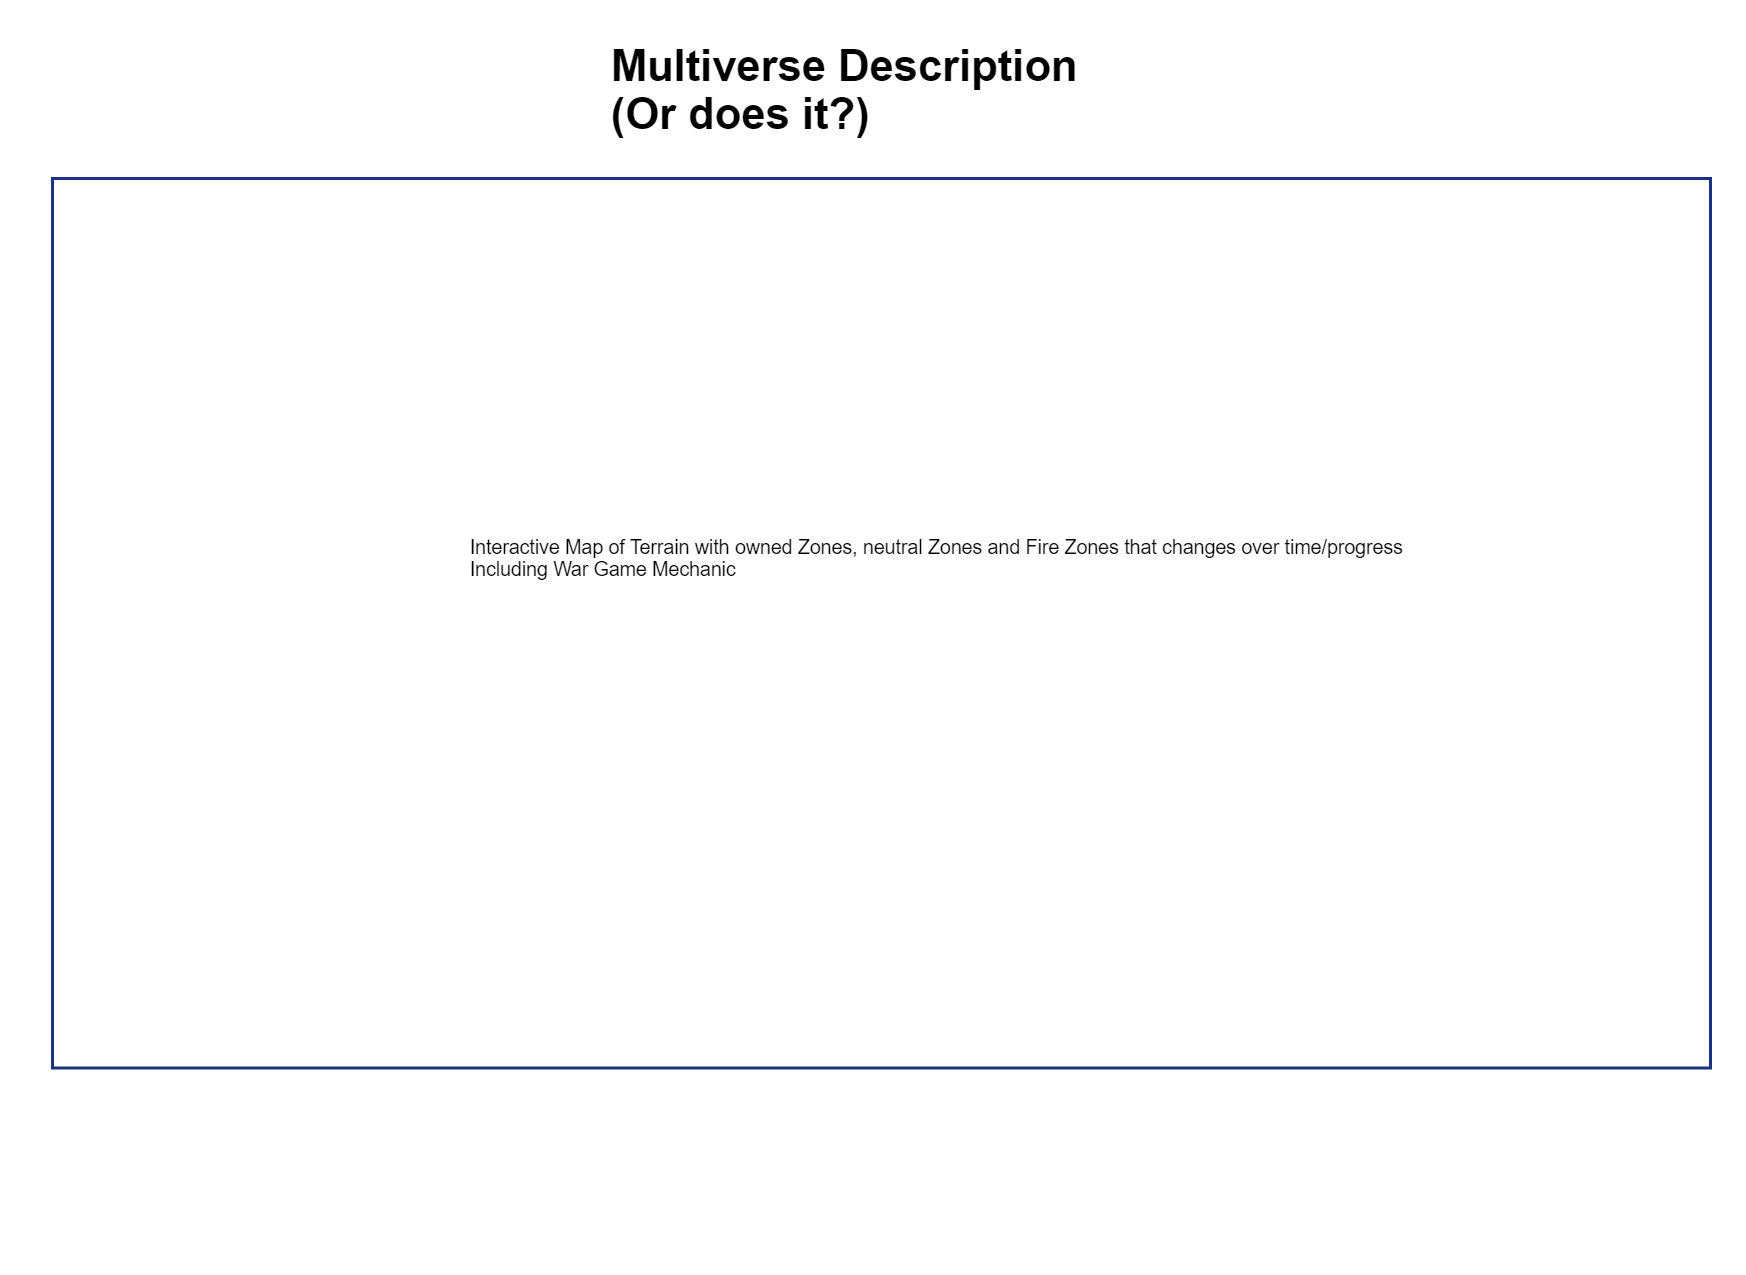 Multiverse Description
(Or does it?)
Interactive Map of Terrain with owned Zones, neutral Zones and Fire Zones that changes over time/progress
Including War Game Mechanic